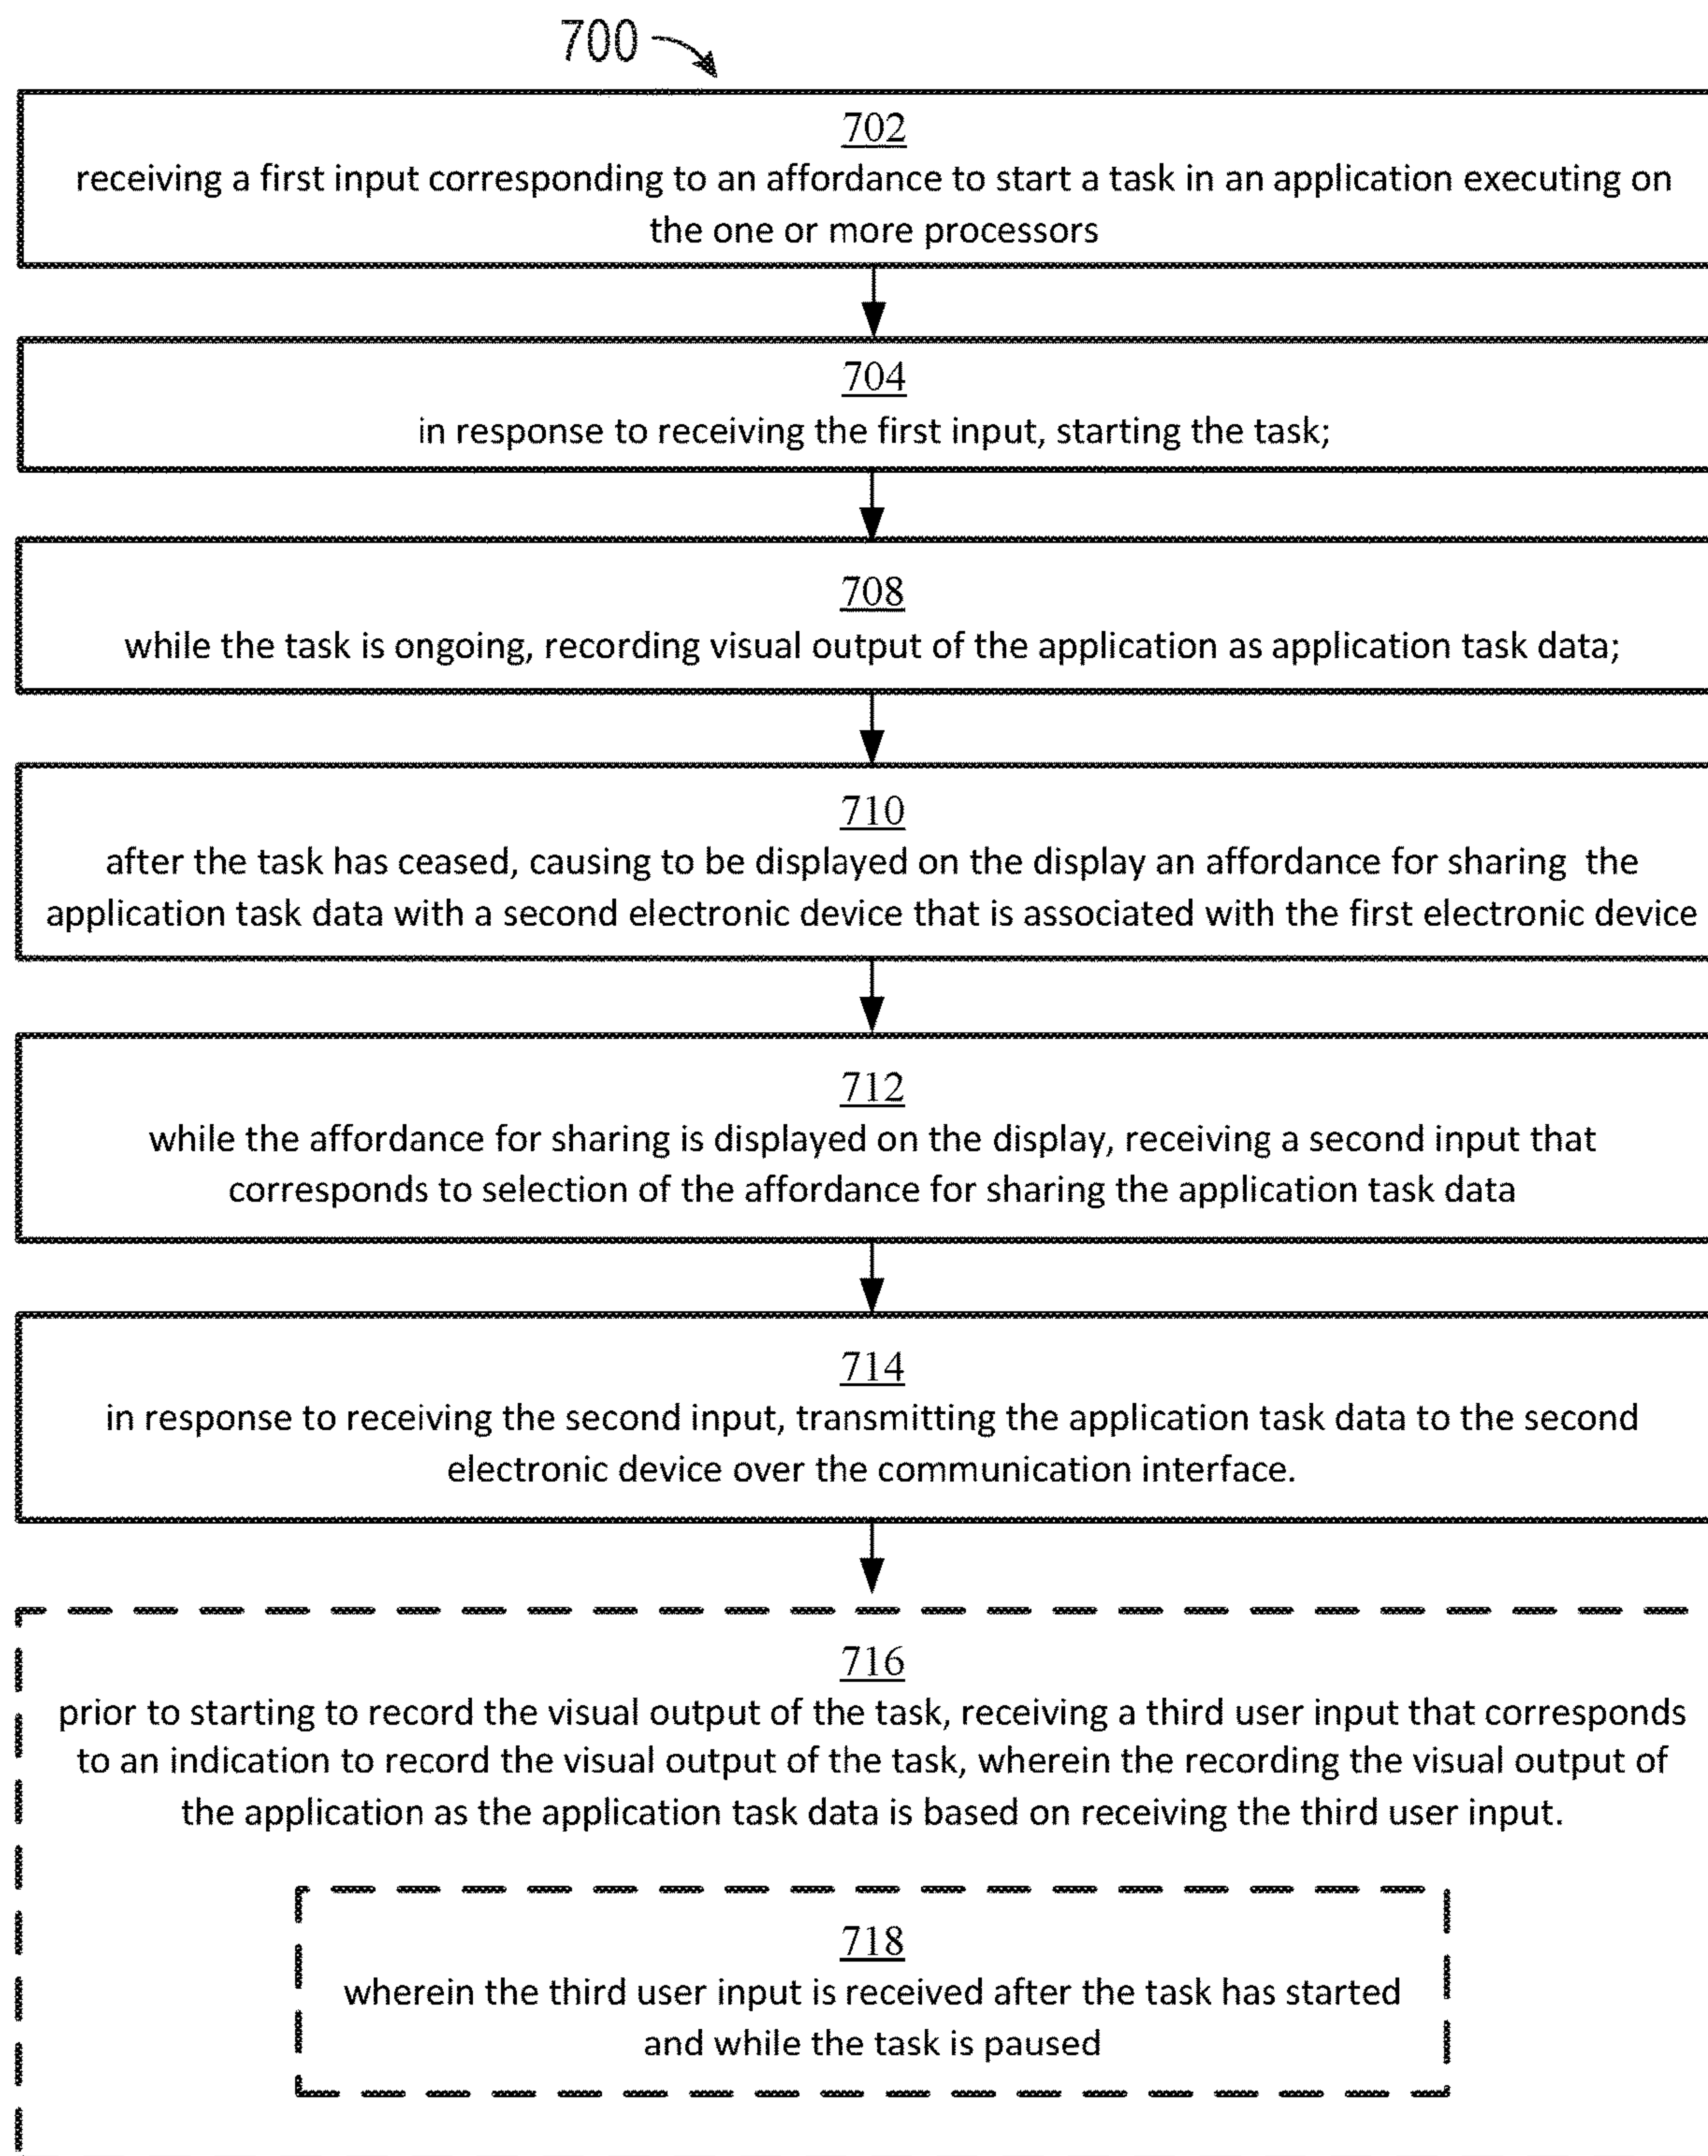 700
702
receiving a first input corresponding to an affordance to start a task in an application executing on
the one or more processors
704
in response to receiving the first input, starting the task;
708
while the task is ongoing, recording visual output of the application as application task data;
710
after the task has ceased, causing to be displayed on the display an affordance for sharing the
application task data with a second electronic device that is associated with the first electronic device
712
while the affordance for sharing is displayed on the display, receiving a second input that
corresponds to selection of the affordance for sharing the application task data
714
in response to receiving the second input, transmitting the application task data to the second
electronic device over the communication interface.
716
prior to starting to record the visual output of the task, receiving a third user input that corresponds
to an indication to record the visual output of the task, wherein the recording the visual output of
the application as the application task data is based on receiving the third user input.
718
wherein the third user input is received after the task has started
and while the task is paused